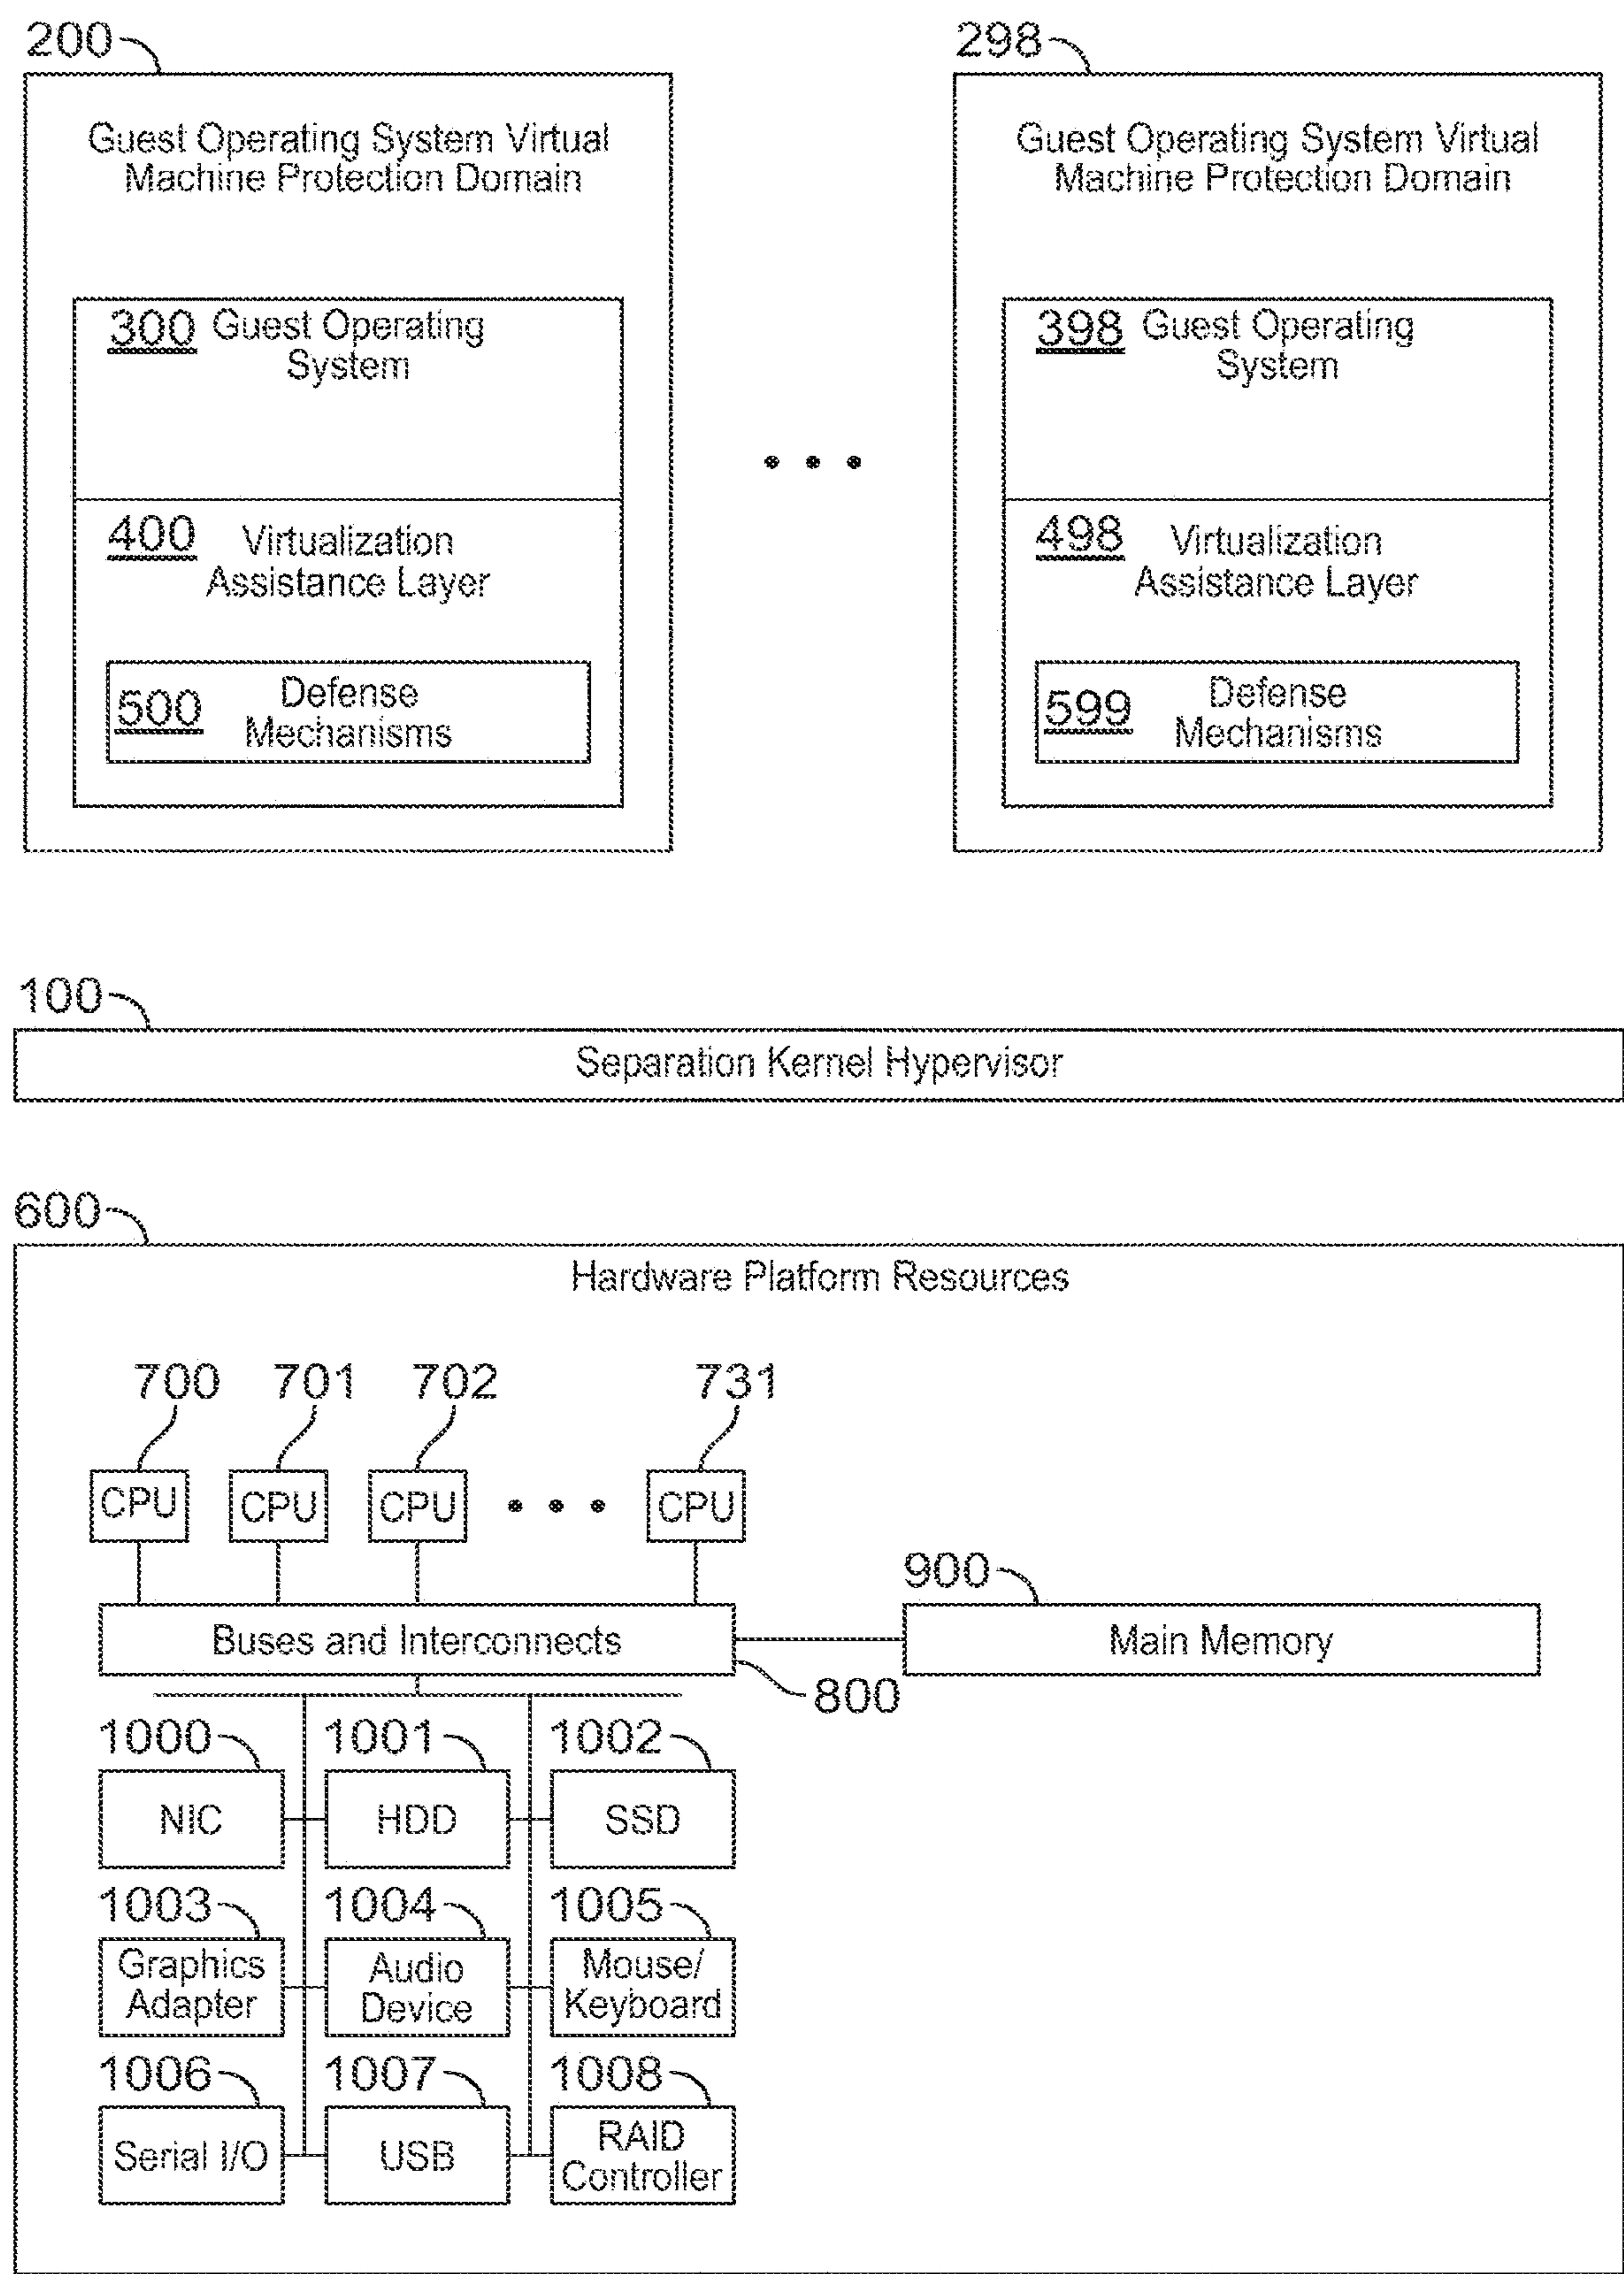 200
298
Guest Operating System Virtual
Machine Protection Domain
Guest Operating System Virtual
Machine Protection Domain
300 Guest Operating
System
398 Guest Operating
System
400 Virtualization
Assistance Layer
498 Virtualization
Assistance Layer
500 Defense
Mechanisms
599 Defense
Mechanisms
100
Separation Kernel Hypervisor
600
Hardware Platform Resources
700 701 702 731
CPU CPU CPU CPU
900
Buses and Interconnects
Main Memory
800
1000 1001 1002
NIC HDD SSD
1003 1004 1005
Graphics
Adapter
Audio
Device
Mouse/
Keyboard
1006 1007 1008
Serial I/O
USB
RAID
Controller